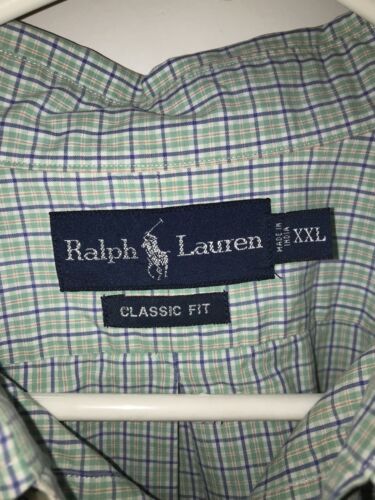 Ralph Lauren
MADE IN
INDIA
XXL
CLASSIC FIT